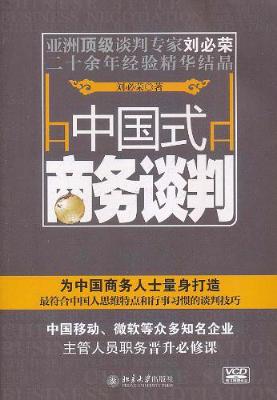 亚洲顶级谈判专家刘必荣
二十余年经验精华结晶
刘必荣◎著
中国式
商务谈判
为中国商务人士量身打造
最符合中国人思维特点和行事习惯的谈判技巧
中国移动、微软等众多知名企业
主管人员职务晋升必修课
北京大学出版社
VCD